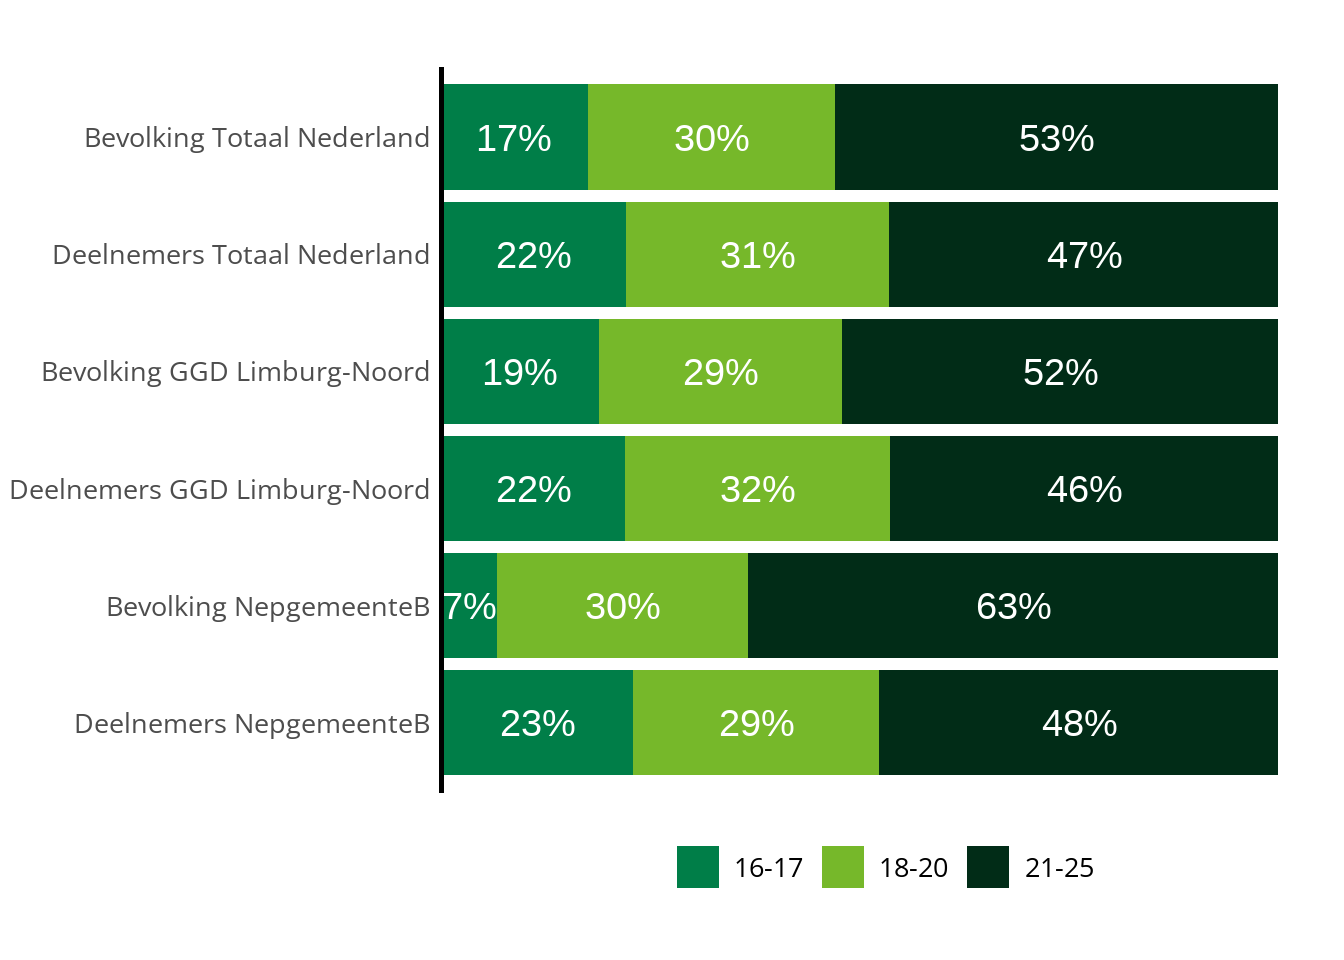 Bevolking Totaal Nederland 17% 30% 53%
Deelnemers Totaal Nederland 22% 31% 47%
Bevolking GGD Limburg-Noord 19% 29% 52%
Deelnemers GGD Limburg-Noord 22% 32% 46%
Bevolking NepgemeenteB 7% 30% 63%
Deelnemers NepgemeenteB 23% 29% 48%
16-17 18-20 21-25